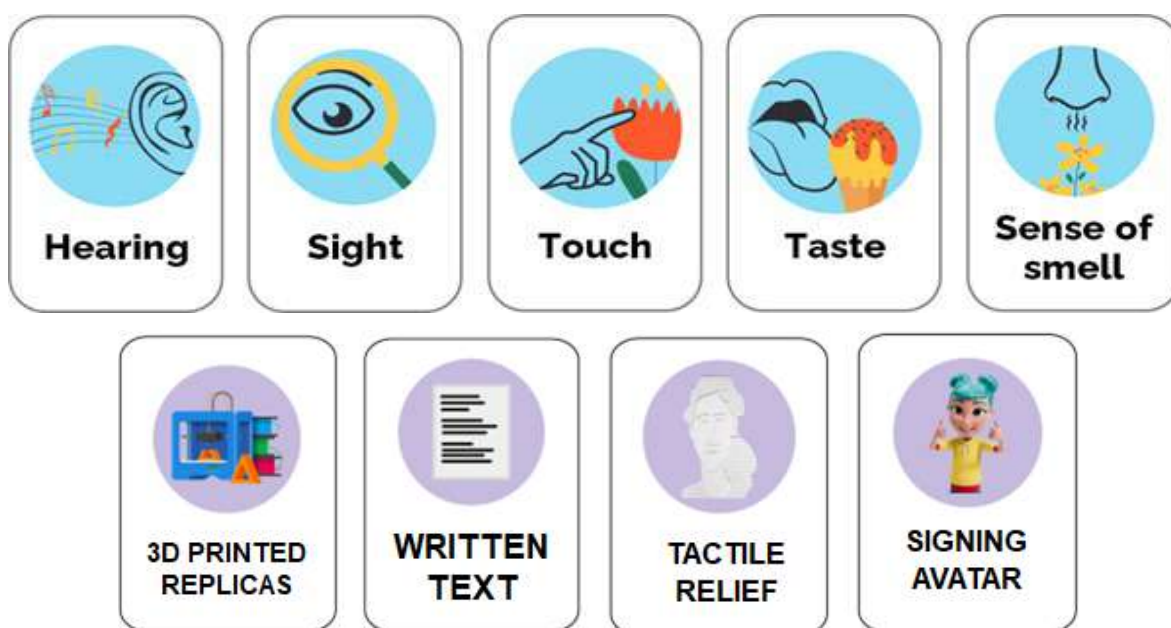 Hearing
Sight
Touch
Taste
Sense of
smell
3D PRINTED
REPLICAS
WRITTEN
TEXT
TACTILE
RELIEF
SIGNING
AVATAR